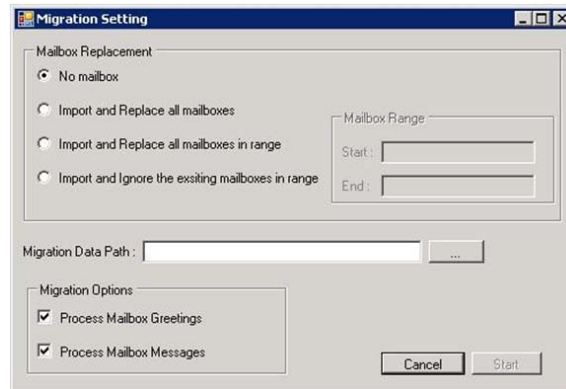 Migration Setting
Mailbox Replacement
No mailbox
Import and Replace all mailboxes
Import and Replace all mailboxes in range
Import and Ignore the exsiting mailboxes in range
Mailbox Range
Start :
End :
Migration Data Path :
...
Migration Options
Process Mailbox Greetings
Process Mailbox Messages
Cancel
Start